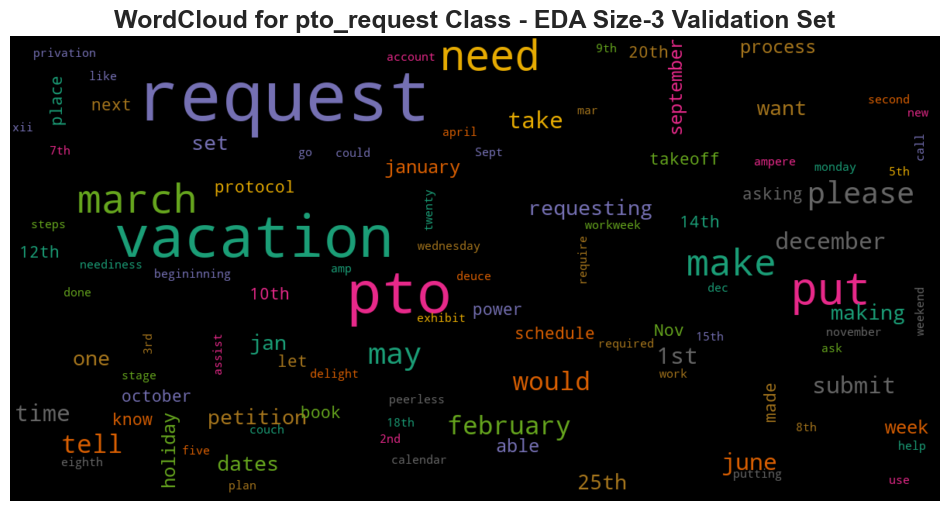 WordCloud for pto_request Class - EDA Size-3 Validation Set
privation
like
account
need
9th
20th
september
process
place
next
request
take
mar
want
second
new
xii
set
april
7th
go
could
Sept
january
takeoff
ampere
monday
call
5th
march
protocol
twenty
requesting
asking
please
steps
vacation
workweek
14th
december
12th
neediness
begininning
amp
wednesday
deuce
require
make
dec
put
done
10th
pto
exhibit
power
making
weekend
jan
schedule
Nov
15th
november
3rd
assist
one
let
may
required
1st
ask
stage
delight
would
work
submit
october
peerless
time
know
petition
book
18th
february
made
8th
week
tell
holiday
couch
2nd
able
help
eighth
five
dates
calendar
june
putting
plan
25th
use